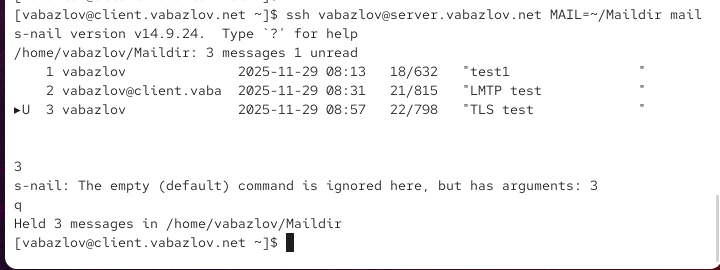 [vabazlov@client.vabazlov.net ~]$
[vabazlov@client.vabazlov.net ~]$ ssh vabazlov@server.vabazlov.net MAIL=~/Maildir mail
s-nail version v14.9.24.  Type `?' for help
/home/vabazlov/Maildir: 3 messages 1 unread
    1 vabazlov              2025-11-29 08:13   18/632   "test1                "
    2 vabazlov@client.vaba  2025-11-29 08:31   21/815   "LMTP test            "
▸U  3 vabazlov              2025-11-29 08:57   22/798   "TLS test             "
3
s-nail: The empty (default) command is ignored here, but has arguments: 3
q
Held 3 messages in /home/vabazlov/Maildir
[vabazlov@client.vabazlov.net ~]$